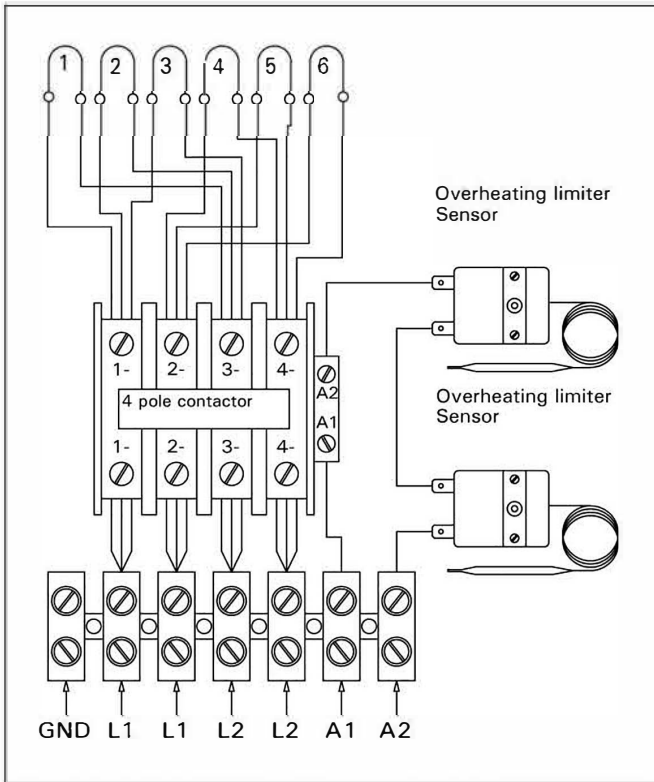 1 2 3 4 5 6
Overheating limiter
Sensor
1- 2- 3- 4-
A2
Overheating limiter
Sensor
4 pole contactor
A1
1- 2- 3- 4-
GND L1 L1 L2 L2 A1 A2